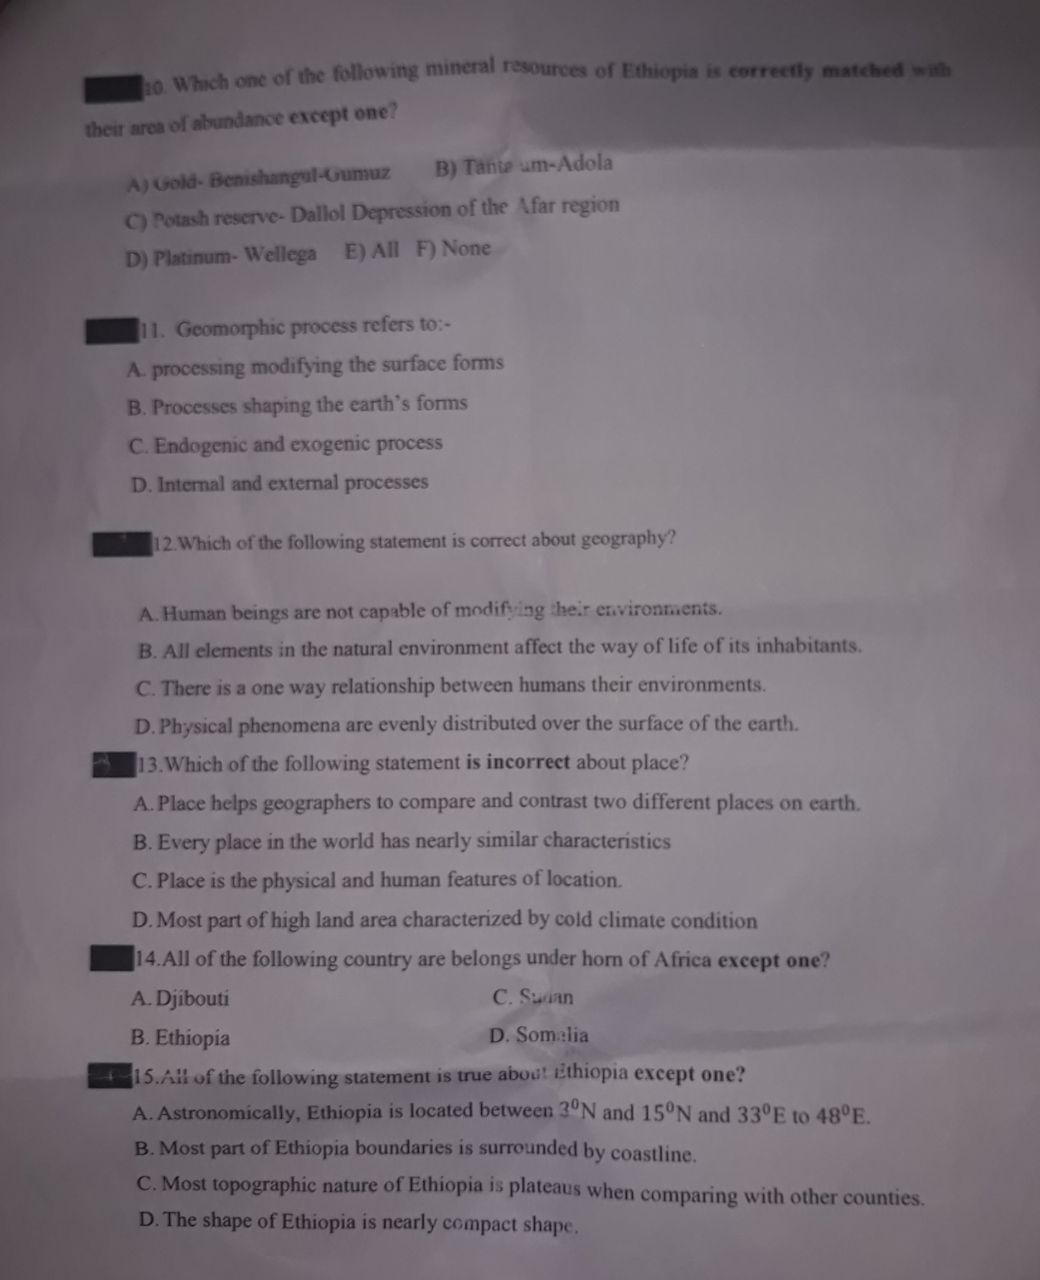 10. Which one of the following mineral resources of Ethiopia is correctly matched with
their area of abundance except one?
A) Gold- Benishangul-Gumuz B) Tantalum-Adola
C) Potash reserve- Dallol Depression of the Afar region
D) Platinum- Wellega E) All F) None
11. Geomorphic process refers to:-
A. processing modifying the surface forms
B. Processes shaping the earth's forms
C. Endogenic and exogenic process
D. Internal and external processes
12.Which of the following statement is correct about geography?
A. Human beings are not capable of modifying their environments.
B. All elements in the natural environment affect the way of life of its inhabitants.
C. There is a one way relationship between humans their environments.
D. Physical phenomena are evenly distributed over the surface of the earth.
13.Which of the following statement is incorrect about place?
A. Place helps geographers to compare and contrast two different places on earth.
B. Every place in the world has nearly similar characteristics
C. Place is the physical and human features of location.
D. Most part of high land area characterized by cold climate condition
14.All of the following country are belongs under horn of Africa except one?
A. Djibouti C. Sudan
B. Ethiopia D. Somalia
15.All of the following statement is true about Ethiopia except one?
A. Astronomically, Ethiopia is located between 3⁰N and 15⁰N and 33⁰E to 48⁰E.
B. Most part of Ethiopia boundaries is surrounded by coastline.
C. Most topographic nature of Ethiopia is plateaus when comparing with other counties.
D. The shape of Ethiopia is nearly compact shape.